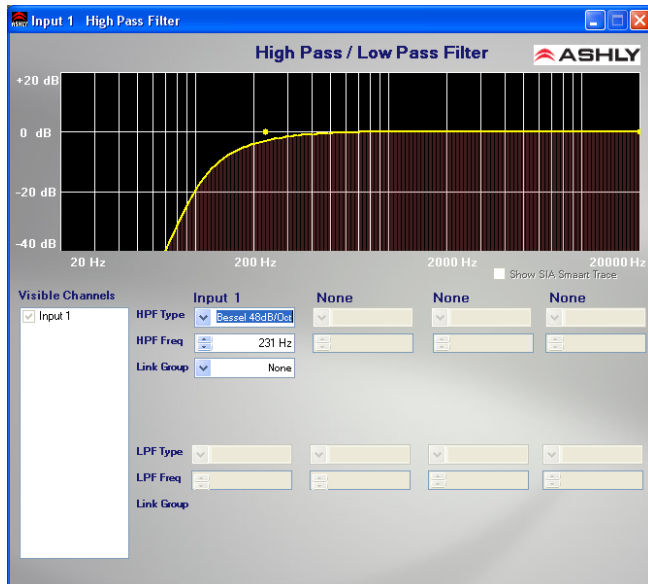 ASHLY Input 1 High Pass Filter
High Pass / Low Pass Filter
ASHLY
+20 dB
0 dB
-20 dB
-40 dB
20 Hz 200 Hz 2000 Hz 20000 Hz
Show SIA Smaart Trace
Visible Channels
Input 1
Input 1 None None None
HPF Type Bessel 48dB/Oct
HPF Freq 231 Hz
Link Group None
LPF Type
LPF Freq
Link Group